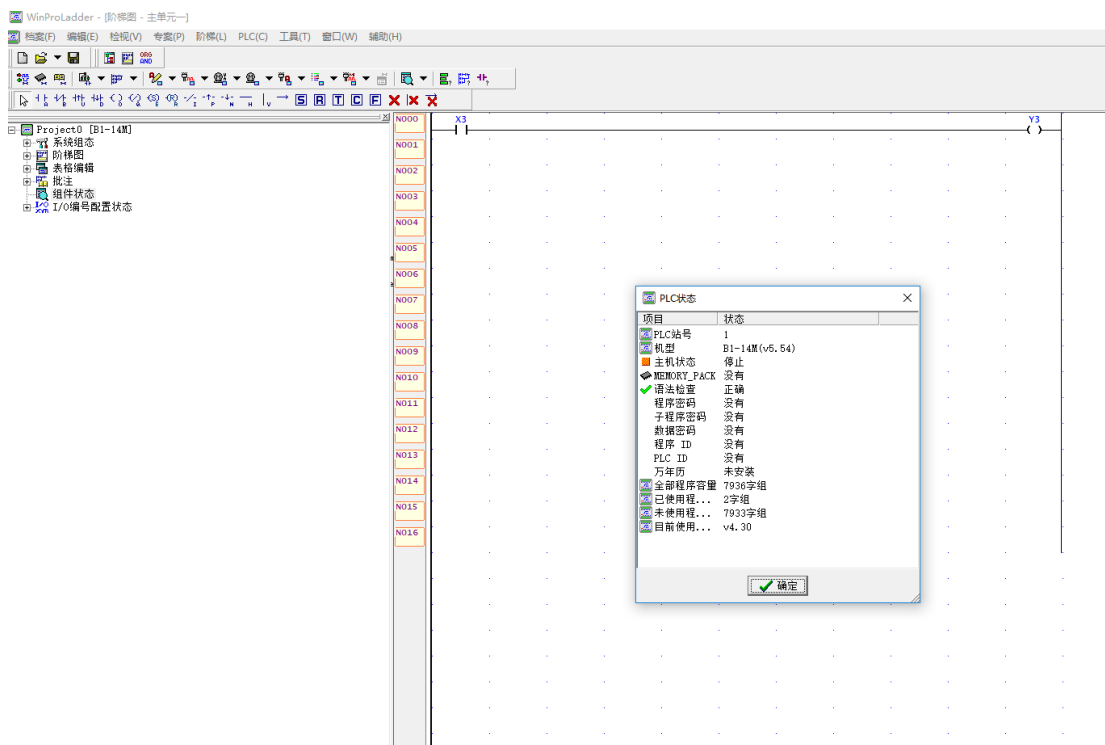 WinProLadder - [阶梯图 - 主单元一]
档案(F) 编辑(E) 检视(V) 专案(P) 阶梯(L) PLC(C) 工具(T) 窗口(W) 辅助(H)
ORG
AND
A B U D I P N H V S R T C F
Project0 [B1-14M]
系统组态
阶梯图
表格编辑
批注
组件状态
I/O编号配置状态
N000
X3
Y3
N001
N002
N003
N004
N005
N006
N007
N008
N009
N010
N011
N012
N013
N014
N015
N016
PLC状态
项目 状态
PLC站号 1
机型 B1-14M(v5.54)
主机状态 停止
MEMORY_PACK 没有
语法检查 正确
程序密码 没有
子程序密码 没有
数据密码 没有
程序 ID 没有
PLC ID 没有
万年历 未安装
全部程序容量 7936字组
已使用程... 2字组
未使用程... 7933字组
目前使用... v4.30
确定